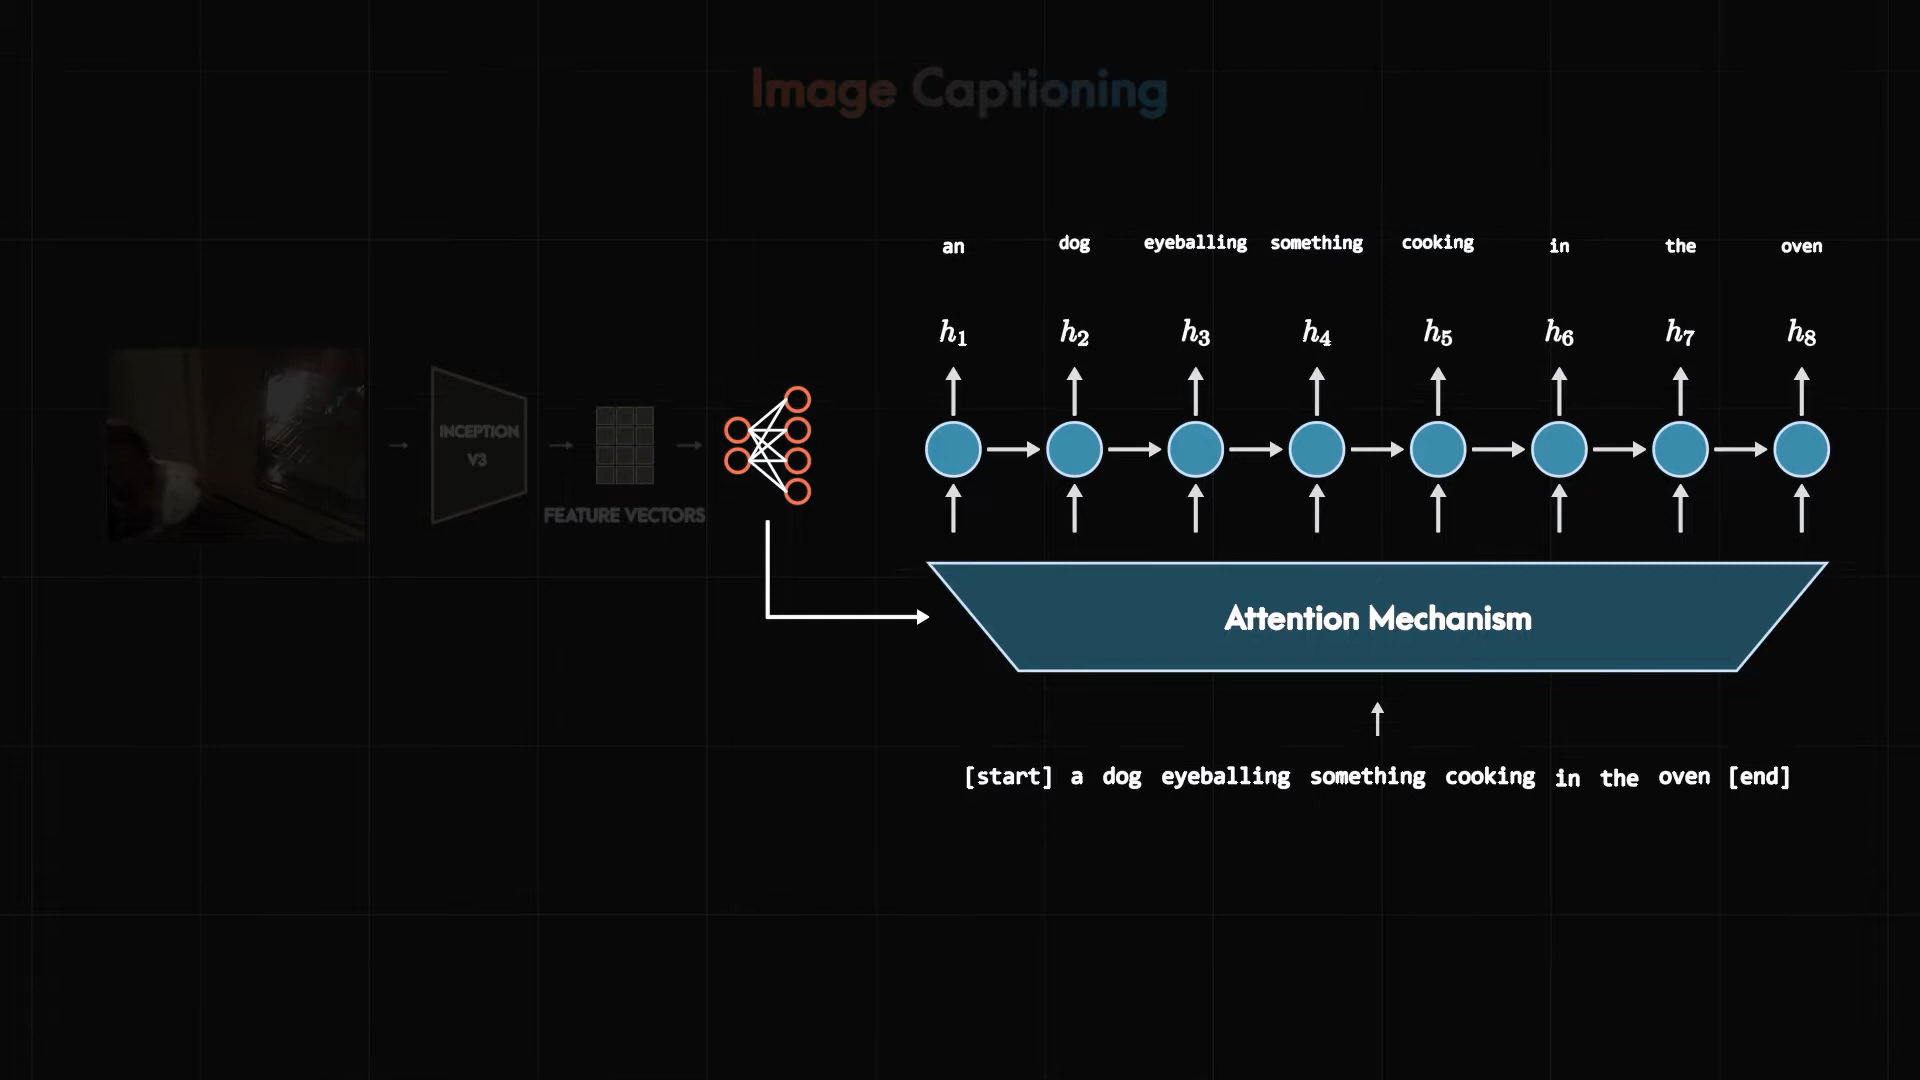 Image Captioning
an dog eyeballing something cooking in the oven
h1 h2 h3 h4 h5 h6 h7 h8
INCEPTION
V3
FEATURE VECTORS
Attention Mechanism
[start] a dog eyeballing something cooking in the oven [end]